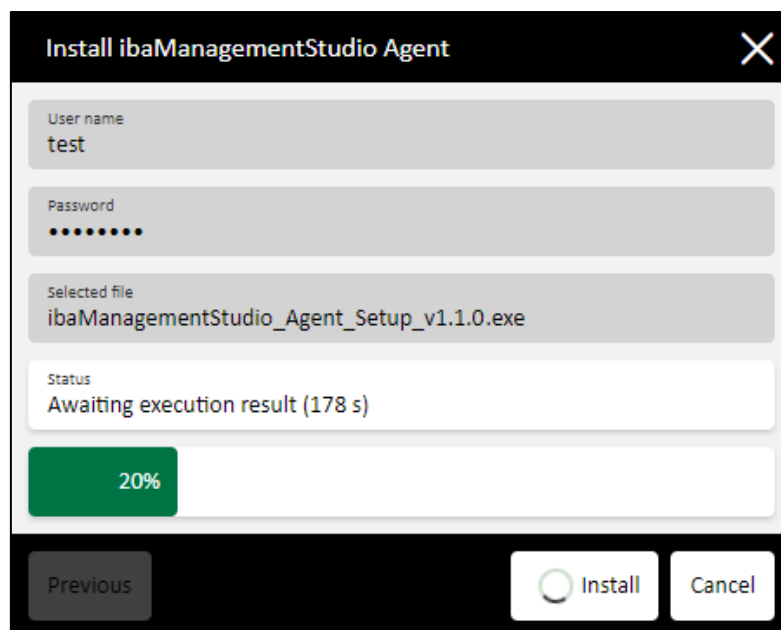 Install ibaManagementStudio Agent
User name
test
Password
••••••••
Selected file
ibaManagementStudio_Agent_Setup_v1.1.0.exe
Status
Awaiting execution result (178 s)
20%
Previous
Install
Cancel